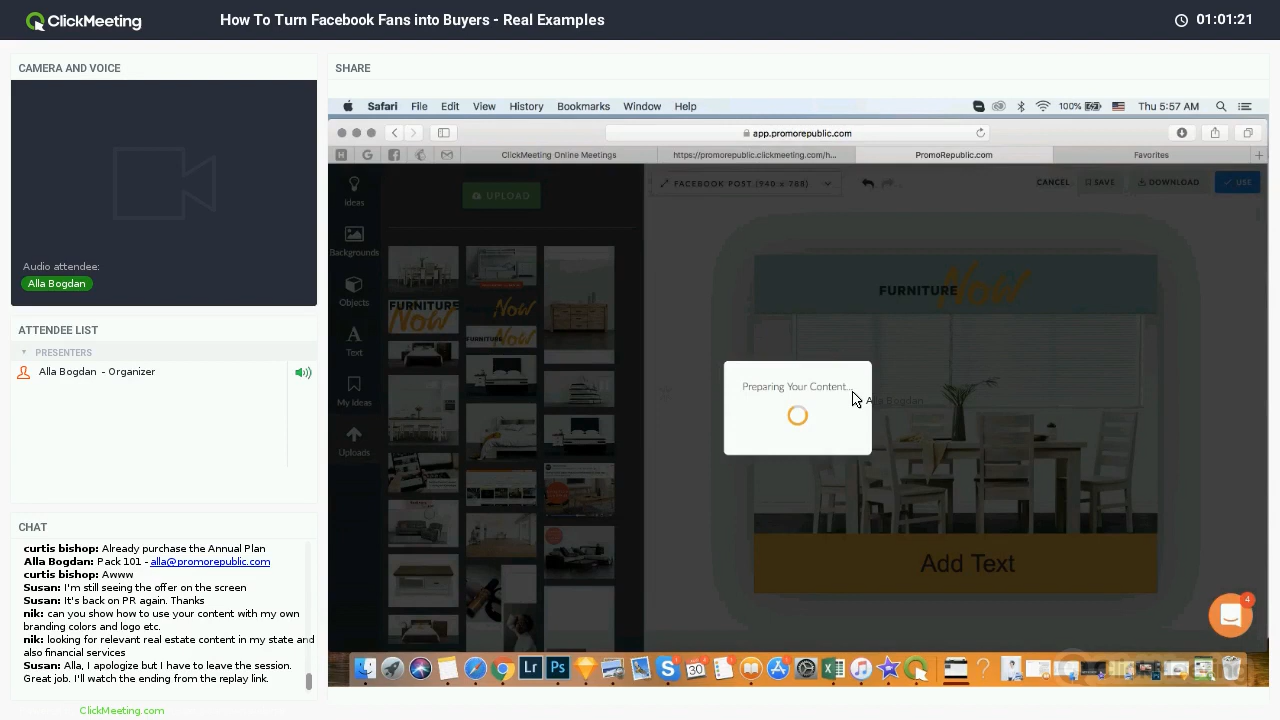 ClickMeeting
How To Turn Facebook Fans into Buyers - Real Examples
01:01:21
CAMERA AND VOICE
Audio attendee:
Alla Bogdan
ATTENDEE LIST
PRESENTERS
Alla Bogdan - Organizer
CHAT
curtis bishop: Already purchase the Annual Plan
Alla Bogdan: Pack 101 - alla@promorepublic.com
curtis bishop: Awww
Susan: I'm still seeing the offer on the screen
Susan: It's back on PR again. Thanks
nik: can you show how to use your content with my own
branding colors and logo etc.
nik: looking for relevant real estate content in my state and
also financial services
Susan: Alla, I apologize but I have to leave the session.
Great job. I'll watch the ending from the replay link.
ClickMeeting.com
SHARE
Safari File Edit View History Bookmarks Window Help
100% Thu 5:57 AM
app.promorepublic.com
ClickMeeting Online Meetings
https://promorepublic.clickmeeting.com/h...
PromoRepublic.com
Favorites
Ideas
Backgrounds
Objects
Text
My Ideas
Uploads
UPLOAD
FURNITURE
Now
FACEBOOK POST (940 x 788)
CANCEL
SAVE
DOWNLOAD
USE
FURNITURE Now
Preparing Your Content...
Alla Bogdan
Add Text
4
Lr
Ps
30